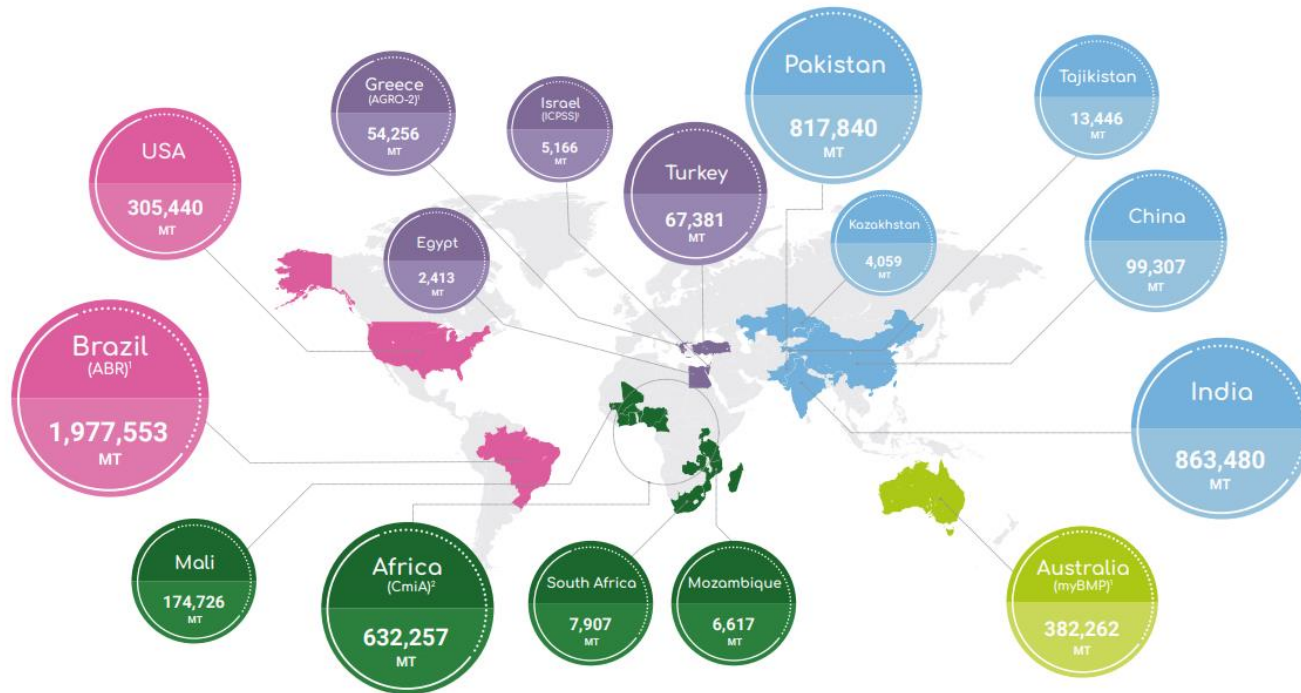 Greece
(AGRO-2)¹
54,256
MT
Israel
(ICPSS)¹
5,166
MT
Pakistan
817,840
MT
Tajikistan
13,446
MT
USA
305,440
MT
Turkey
67,381
MT
Egypt
2,413
MT
Kazakhstan
4,059
MT
China
99,307
MT
Brazil
(ABR)¹
1,977,553
MT
India
863,480
MT
Mali
174,726
MT
Africa
(CmiA)²
632,257
MT
South Africa
7,907
MT
Mozambique
6,617
MT
Australia
(myBMP)¹
382,262
MT